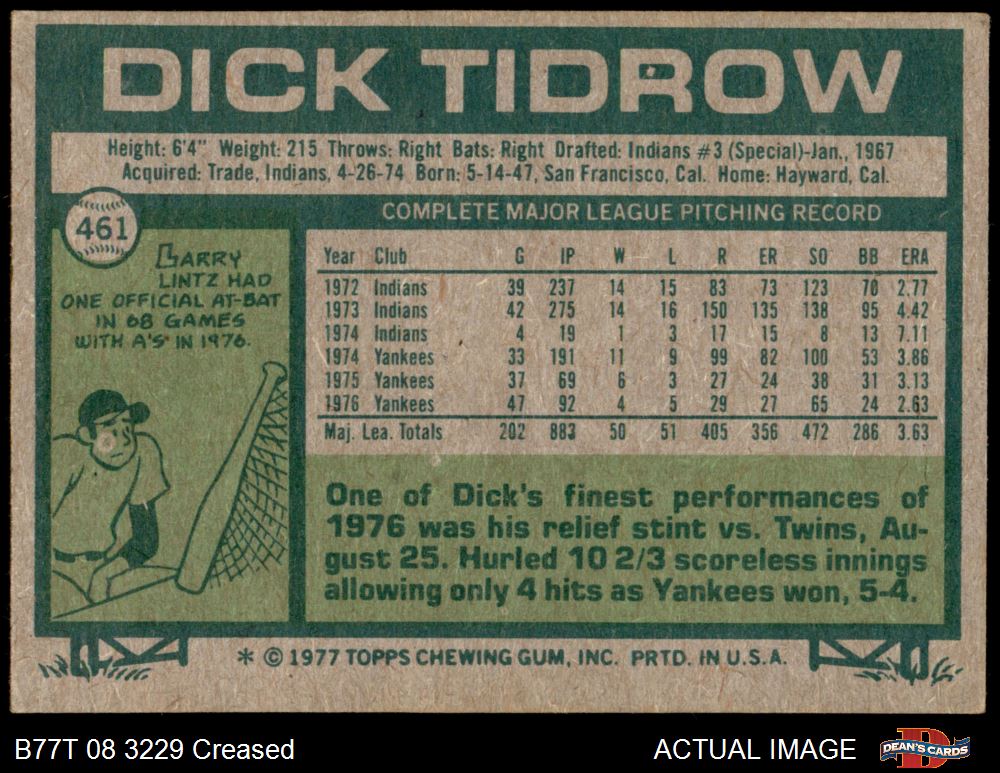 DICK TIDROW
Height: 6'4" Weight: 215 Throws: Right Bats: Right Drafted: Indians #3 (Special)-Jan., 1967
Acquired: Trade, Indians, 4-26-74 Born: 5-14-47, San Francisco, Cal. Home: Hayward, Cal.
461
GARRY
LINTZ HAD
ONE OFFICIAL AT-BAT
IN 68 GAMES
WITH A'S IN 1976.
COMPLETE MAJOR LEAGUE PITCHING RECORD
Year Club G IP W L R ER SO BB ERA
1972 Indians 39 237 14 15 83 73 123 70 2.77
1973 Indians 42 275 14 16 150 135 138 95 4.42
1974 Indians 4 19 1 3 17 15 8 13 7.11
1974 Yankees 33 191 11 9 99 82 100 53 3.86
1975 Yankees 37 69 6 3 27 24 38 31 3.13
1976 Yankees 47 92 4 5 29 27 65 24 2.63
Maj. Lea. Totals 202 883 50 51 405 356 472 286 3.63
One of Dick's finest performances of
1976 was his relief stint vs. Twins, Au-
gust 25. Hurled 10 2/3 scoreless innings
allowing only 4 hits as Yankees won, 5-4.
* © 1977 TOPPS CHEWING GUM, INC. PRTD. IN U.S.A.
B77T 08 3229 Creased
ACTUAL IMAGE
DEAN'S CARDS